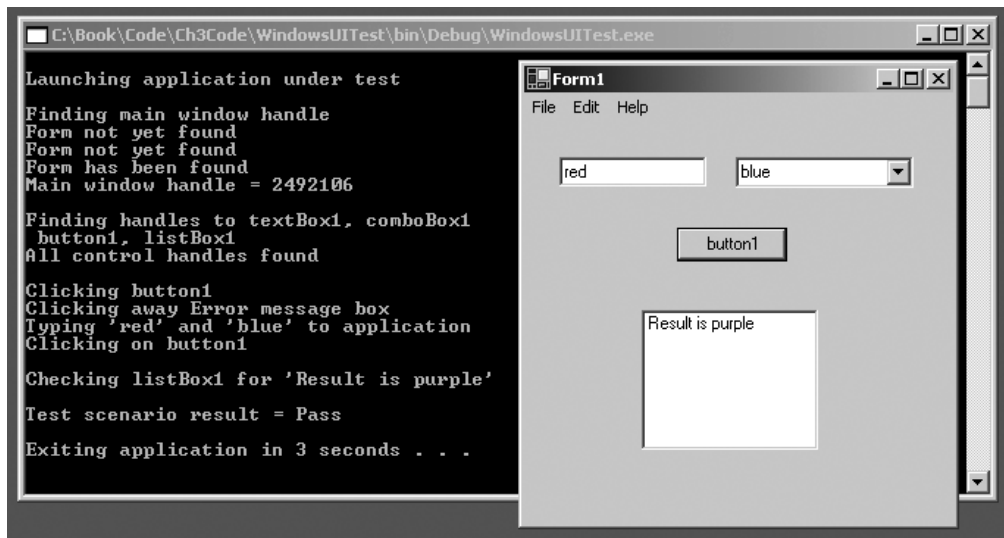 C:\Book\Code\Ch3Code\WindowsUITest\bin\Debug\WindowsUITest.exe
Launching application under test
Finding main window handle
Form not yet found
Form not yet found
Form has been found
Main window handle = 2492106
Finding handles to textBox1, comboBox1
button1, listBox1
All control handles found
Clicking button1
Clicking away Error message box
Typing 'red' and 'blue' to application
Clicking on button1
Checking listBox1 for 'Result is purple'
Test scenario result = Pass
Exiting application in 3 seconds . . .
Form1
File Edit Help
red
blue
button1
Result is purple